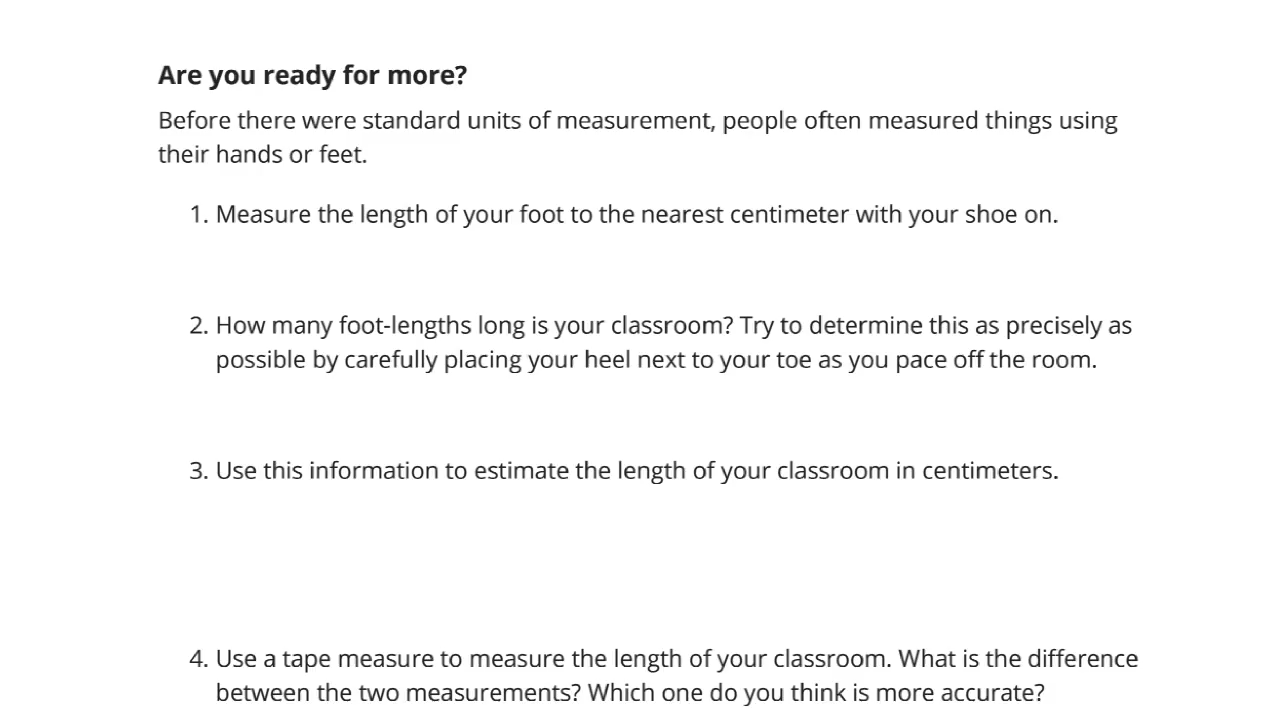 Are you ready for more?
Before there were standard units of measurement, people often measured things using
their hands or feet.
1. Measure the length of your foot to the nearest centimeter with your shoe on.
2. How many foot-lengths long is your classroom? Try to determine this as precisely as
possible by carefully placing your heel next to your toe as you pace off the room.
3. Use this information to estimate the length of your classroom in centimeters.
4. Use a tape measure to measure the length of your classroom. What is the difference
between the two measurements? Which one do you think is more accurate?